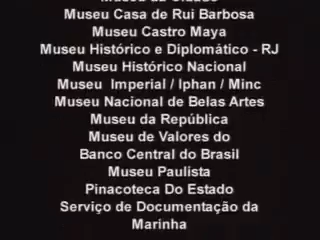 Museu Casa de Rui Barbosa
Museu Castro Maya
Museu Histórico e Diplomático - RJ
Museu Histórico Nacional
Museu Imperial / Iphan / Minc
Museu Nacional de Belas Artes
Museu da República
Museu de Valores do
Banco Central do Brasil
Museu Paulista
Pinacoteca Do Estado
Serviço de Documentação da
Marinha